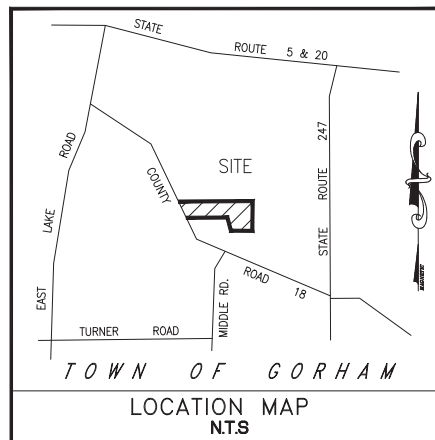 STATE ROUTE 5 & 20
EAST LAKE ROAD
COUNTY ROAD 18
SITE
STATE ROUTE 247
MIDDLE RD.
TURNER ROAD
TOWN OF GORHAM
LOCATION MAP
N.T.S